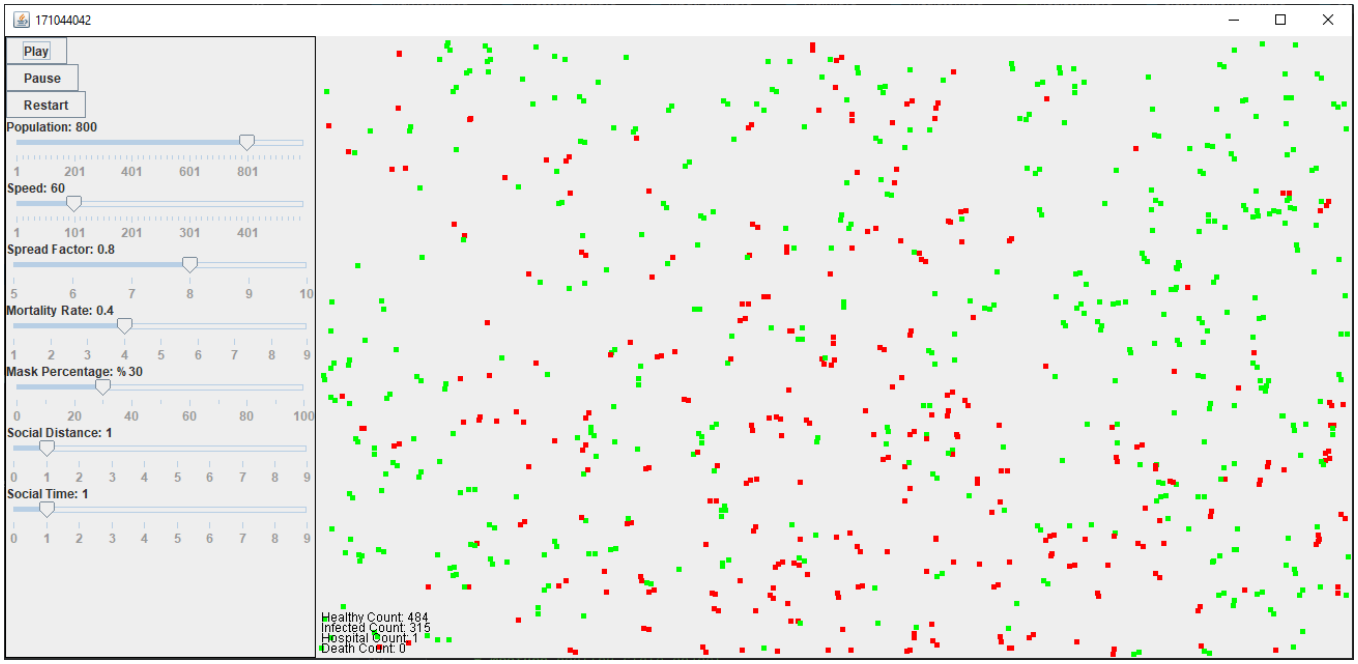 171044042
Play
Pause
Restart
Population: 800
1 201 401 601 801
Speed: 60
1 101 201 301 401
Spread Factor: 0.8
5 6 7 8 9 10
Mortality Rate: 0.4
1 2 3 4 5 6 7 8 9
Mask Percentage: %30
0 20 40 60 80 100
Social Distance: 1
0 1 2 3 4 5 6 7 8 9
Social Time: 1
0 1 2 3 4 5 6 7 8 9
Healthy Count: 484
Infected Count: 315
Hospital Count: 1
Death Count: 0